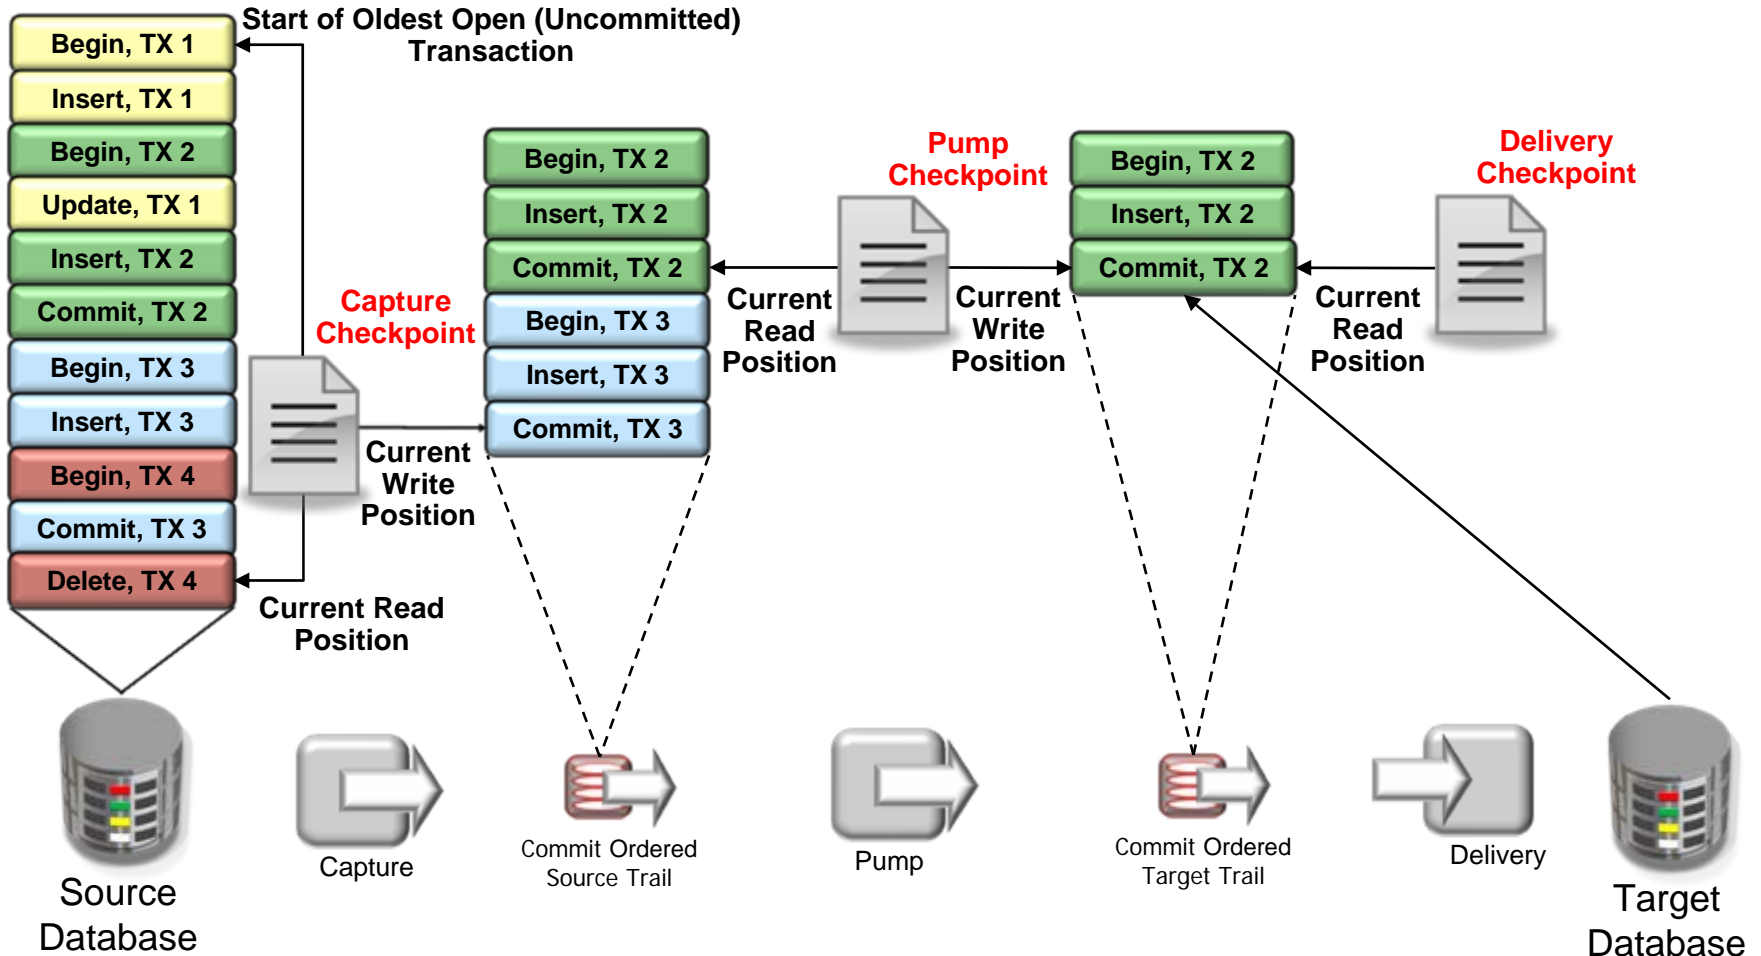 Start of Oldest Open (Uncommitted)
Transaction
Begin, TX 1
Insert, TX 1
Begin, TX 2
Update, TX 1
Insert, TX 2
Commit, TX 2
Begin, TX 3
Insert, TX 3
Begin, TX 4
Commit, TX 3
Delete, TX 4
Capture
Checkpoint
Current
Write
Position
Current Read
Position
Begin, TX 2
Insert, TX 2
Commit, TX 2
Begin, TX 3
Insert, TX 3
Commit, TX 3
Pump
Checkpoint
Current
Read
Position
Current
Write
Position
Begin, TX 2
Insert, TX 2
Commit, TX 2
Delivery
Checkpoint
Current
Read
Position
Source
Database
Capture
Commit Ordered
Source Trail
Pump
Commit Ordered
Target Trail
Delivery
Target
Database